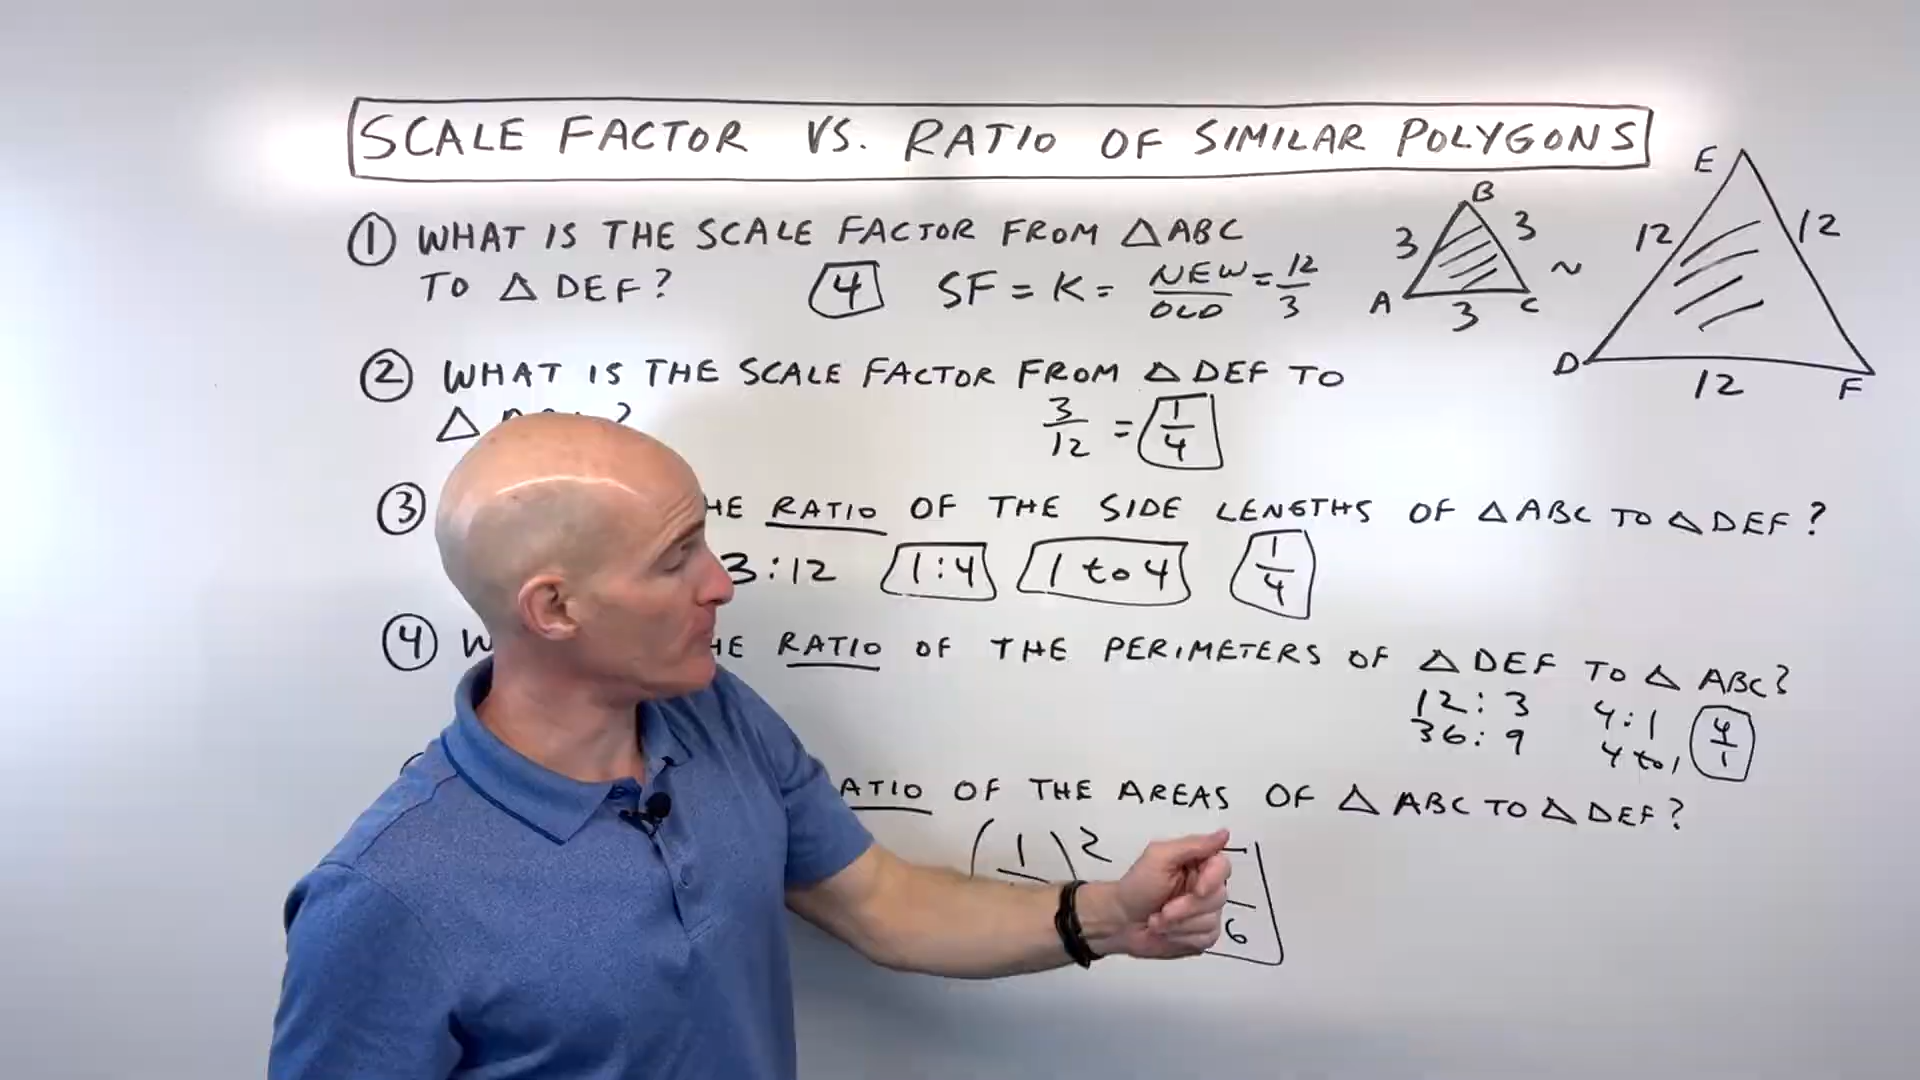 SCALE FACTOR VS. RATIO OF SIMILAR POLYGONS
① WHAT IS THE SCALE FACTOR FROM △ABC
TO △ DEF? 4 SF = K = NEW/OLD = 12/3
B
3 3
A C
3
~
E
12 12
D F
12
② WHAT IS THE SCALE FACTOR FROM △ DEF TO
△ ?
3/12 = 1/4
③ RATIO OF THE SIDE LENGTHS OF △ ABC TO △ DEF?
3:12 1:4 1 to 4 1/4
④ RATIO OF THE PERIMETERS OF △ DEF TO △ ABC?
12:3 4:1 4/1
36:9 4 to 1
OF THE AREAS OF △ ABC TO △ DEF?
(1 )2 6